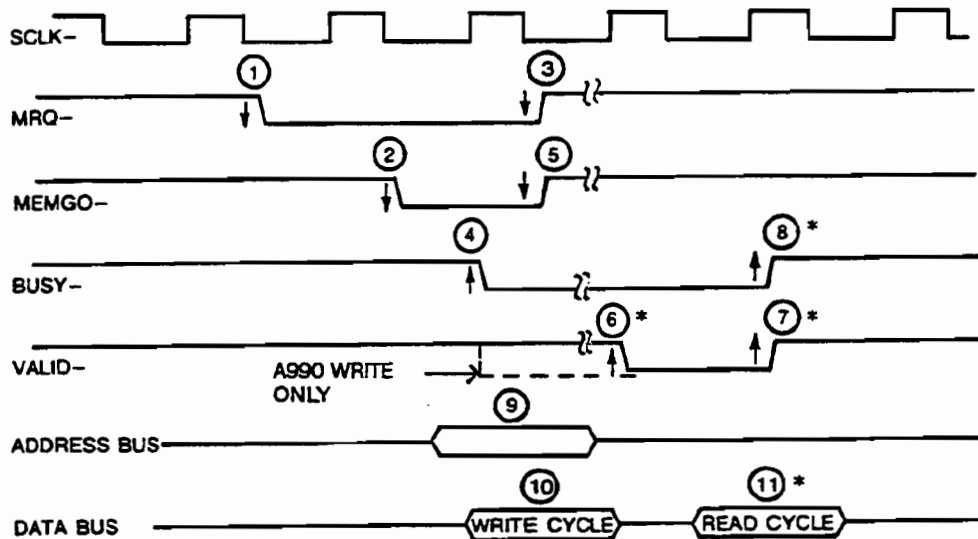 SCLK–
1
3
MRQ–
2
5
MEMGO–
4
8 *
BUSY–
6 *
7 *
VALID–
A990 WRITE
ONLY
9
ADDRESS BUS
10
11 *
DATA BUS
WRITE CYCLE
READ CYCLE